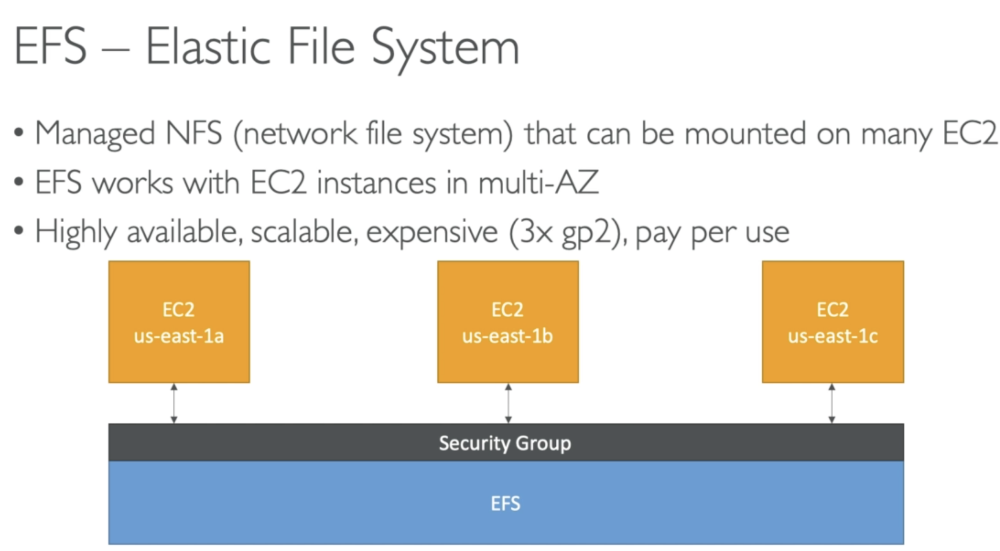 EFS – Elastic File System
• Managed NFS (network file system) that can be mounted on many EC2
• EFS works with EC2 instances in multi-AZ
• Highly available, scalable, expensive (3x gp2), pay per use
EC2
us-east-1a
EC2
us-east-1b
EC2
us-east-1c
Security Group
EFS